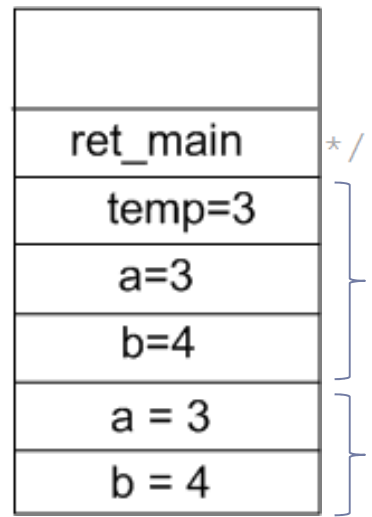 ret_main */
temp=3
a=3
b=4
a = 3
b = 4